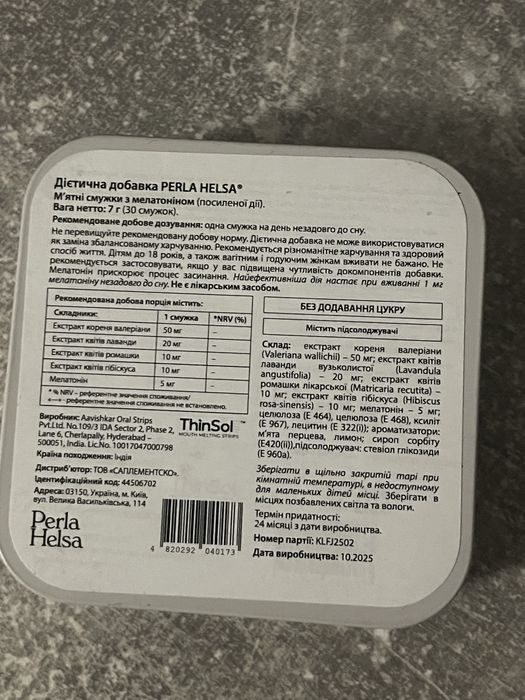 Дієтична добавка PERLA HELSA®
М'ятні смужки з мелатоніном (посиленої дії).
Вага нетто: 7 г (30 смужок).
Рекомендоване добове дозування: одна смужка на день незадовго до сну.
Не перевищуйте рекомендовану добову норму. Дієтична добавка не може використовуватися
як заміна збалансованому харчуванню. Рекомендується різноманітне харчування та здоровий
спосіб життя. Дітям до 18 років, а також вагітним і годуючим жінкам вживати не бажано. Не
рекомендується застосовувати, якщо у вас підвищена чутливість докомпонентів добавки.
Мелатонін прискорює процес засинання. Найефективніша дія настає при вживанні 1 мг
мелатоніну незадовго до сну. Не є лікарським засобом.
Рекомендована добова порція містить:
Складники: 1 смужка *NRV (%)
Екстракт кореня валеріани 50 мг –
Екстракт квітів лаванди 20 мг –
Екстракт квітів ромашки 10 мг –
Екстракт квітів гібіскуса 10 мг –
Мелатонін 5 мг –
* % NRV – референтне значення споживання/
«–» - референтне значення споживання не встановлено.
Виробник: Aavishkar Oral Strips
Pvt.Ltd. No.109/3 IDA Sector 2, Phase 2,
Lane 6, Cherlapally, Hyderabad –
500051, India. Lic.No. 10017047000798
Країна походження: Індія
ThinSol
MOUTH MELTING STRIPS
Дистриб'ютор: ТОВ «САПЛЕМЕНТСКО».
Ідентифікаційний код: 44506702
Адреса: 03150, Україна, м. Київ,
вул. Велика Васильківська, 114
Perla
Helsa
4 820292 040173
БЕЗ ДОДАВАННЯ ЦУКРУ
Містить підсолоджувачі
Склад: екстракт кореня валеріани
(Valeriana wallichii) – 50 мг; екстракт квітів
лаванди вузьколистої (Lavandula
angustifolia) – 20 мг; екстракт квітів
ромашки лікарської (Matricaria recutita) –
10 мг; екстракт квітів гібіскуса (Hibiscus
rosa-sinensis) – 10 мг; мелатонін – 5 мг;
целюлоза (Е 464), целюлоза (Е 468), ксиліт
(Е 967), лецитин (Е 322(i)); ароматизатори:
м'ята перцева, лимон; сироп сорбіту
(Е420(ii)),підсолоджувач: стевіол глікозиди
(Е 960a).
Зберігати в щільно закритій тарі при
кімнатній температурі, в недоступному
для маленьких дітей місці. Зберігати в
місцях позбавлених світла та вологи.
Термін придатності:
24 місяці з дати виробництва.
Номер партії: KLFJ2502
Дата виробництва: 10.2025